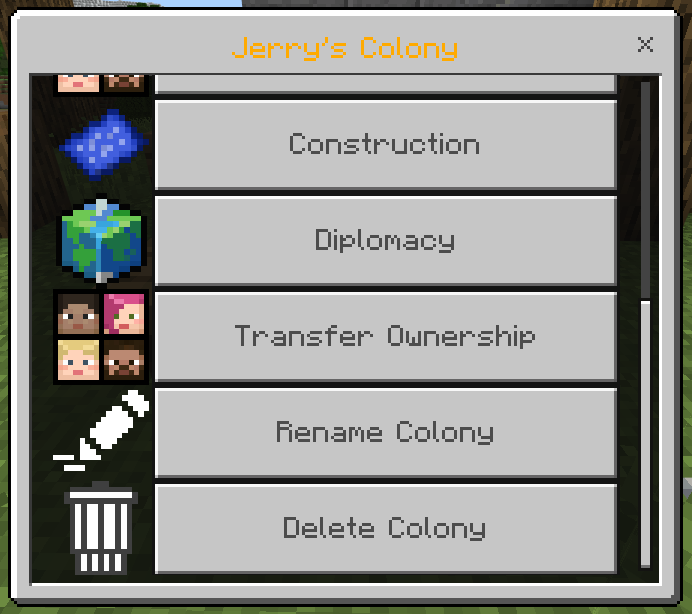 Jerry's Colony
Construction
Diplomacy
Transfer Ownership
Rename Colony
Delete Colony